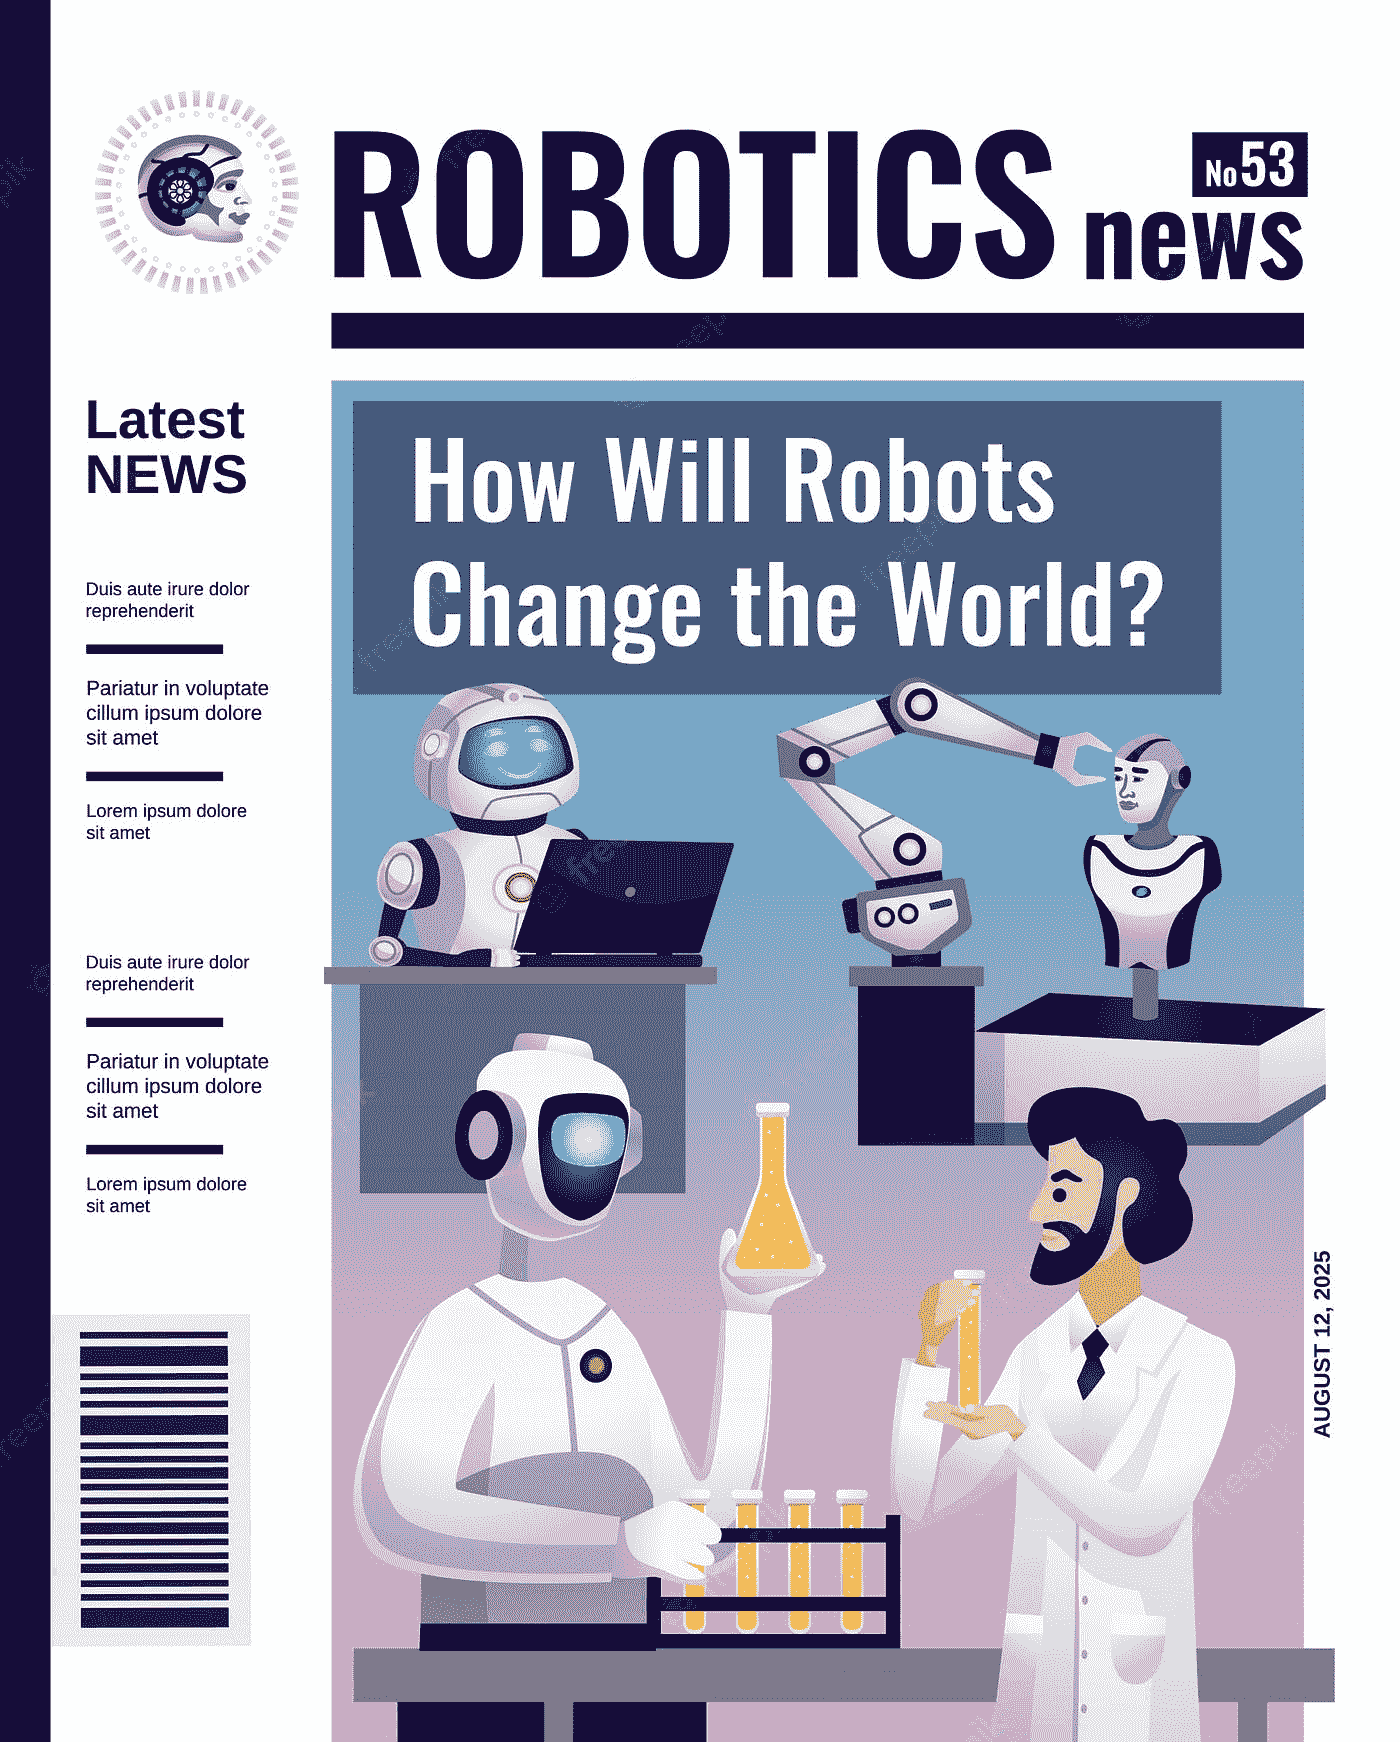 ROBOTICS
No53
news
Latest
NEWS
Duis aute irure dolor
reprehenderit
Pariatur in voluptate
cillum ipsum dolore
sit amet
Lorem ipsum dolore
sit amet
Duis aute irure dolor
reprehenderit
Pariatur in voluptate
cillum ipsum dolore
sit amet
Lorem ipsum dolore
sit amet
How Will Robots
Change the World?
AUGUST 12, 2025
freepik